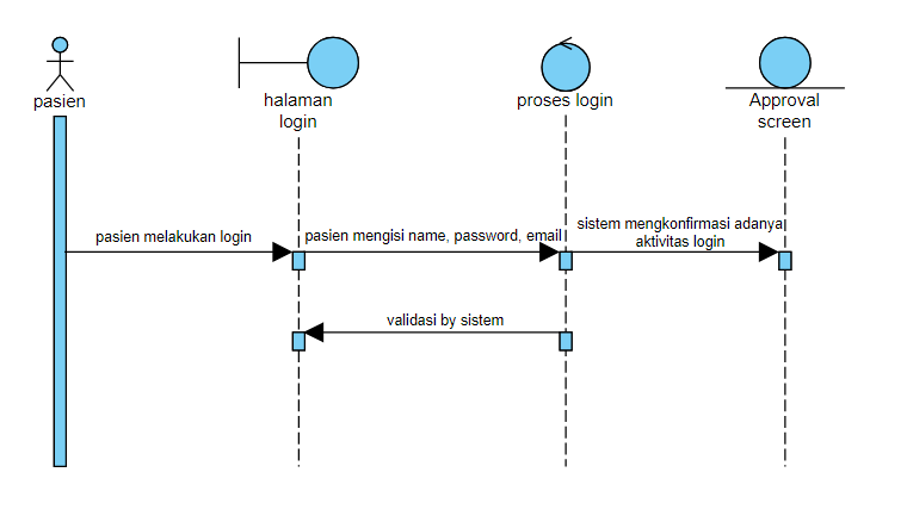 pasien
halaman
login
proses login
Approval
screen
pasien melakukan login
pasien mengisi name, password, email
sistem mengkonfirmasi adanya
aktivitas login
validasi by sistem